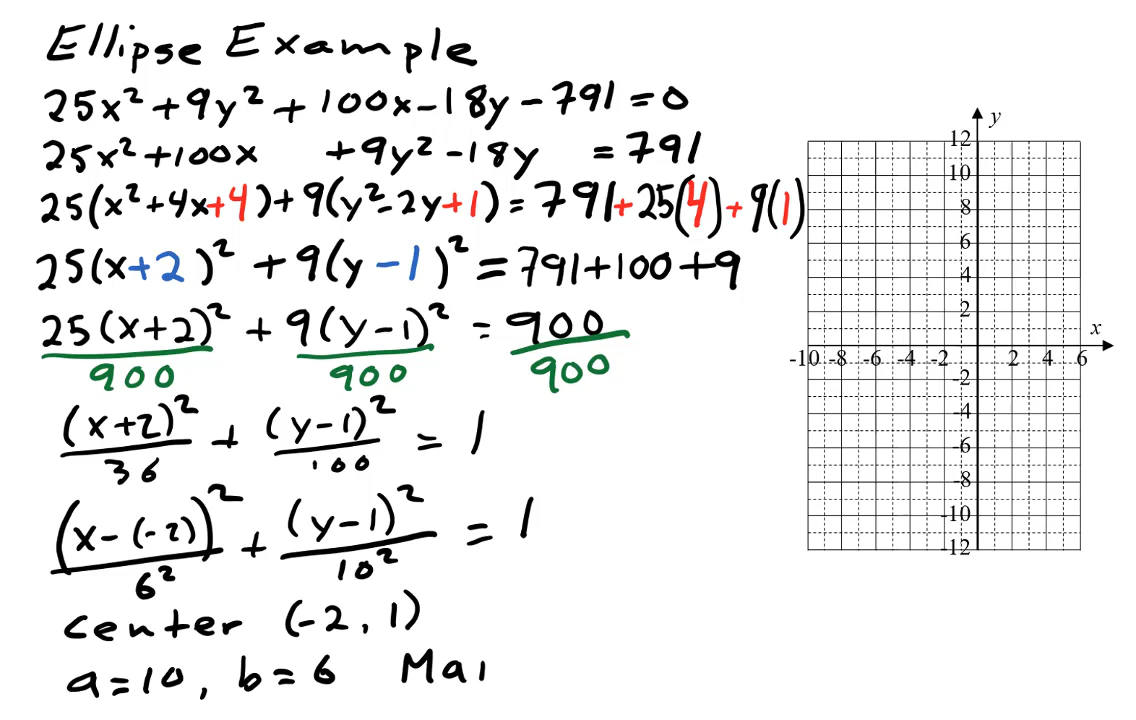 Ellipse Example
25x² + 9y² + 100x - 18y - 791 = 0
25x² + 100x + 9y² - 18y = 791
25(x² + 4x + 4) + 9(y² - 2y + 1) = 791 + 25(4) + 9(1)
25(x + 2)² + 9(y - 1)² = 791 + 100 + 9
25(x + 2)² + 9(y - 1)² = 900
900 900 900
(x + 2)² + (y - 1)² = 1
36 100
(x - (-2))² + (y - 1)² = 1
6² 10²
center (-2, 1)
a = 10, b = 6 Mai
y
12
10
8
6
4
2
x
-10 -8 -6 -4 -2 2 4 6
-2
-4
-6
-8
-10
-12